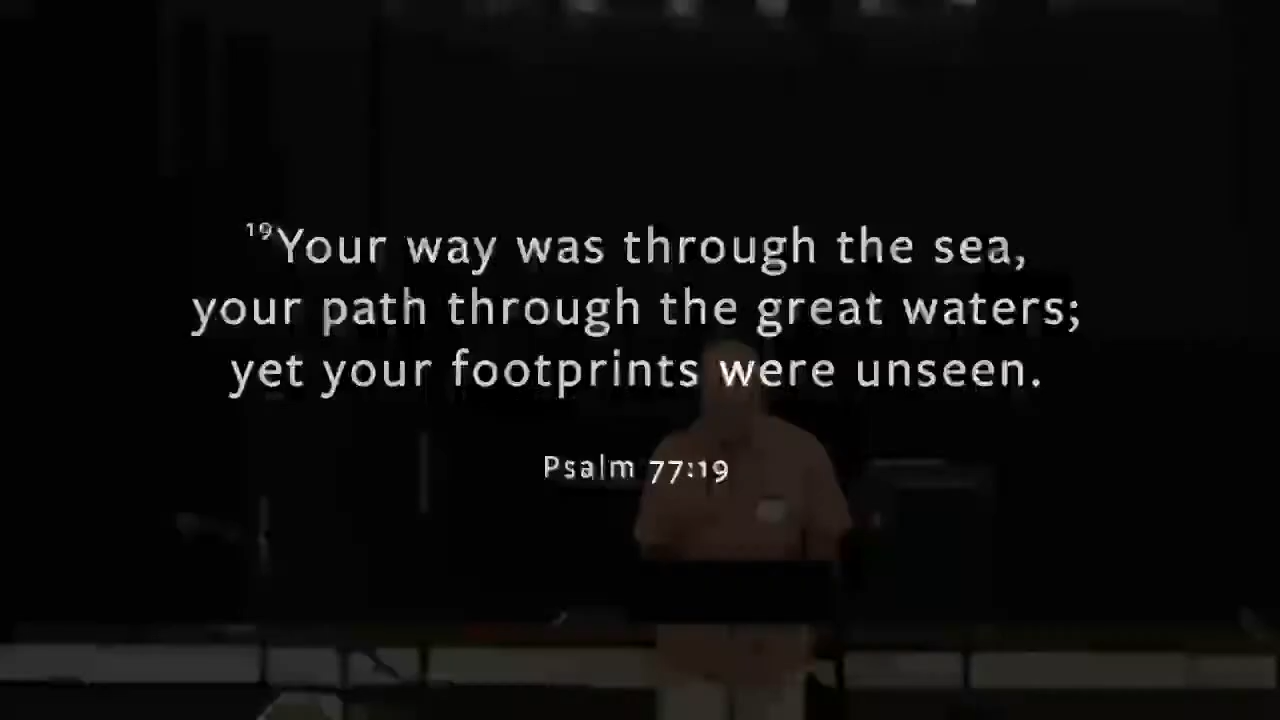 ¹⁹Your way was through the sea,
your path through the great waters;
yet your footprints were unseen.
Psalm 77:19